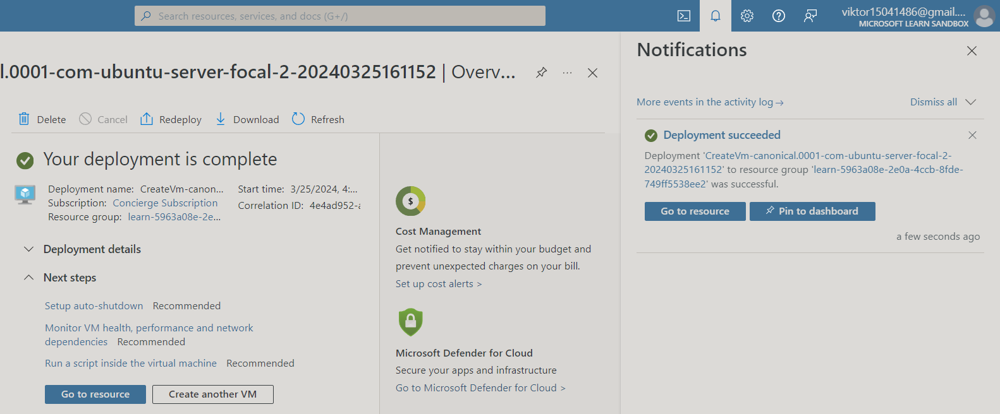 Search resources, services, and docs (G+/)
viktor15041486@gmail....
MICROSOFT LEARN SANDBOX
l.0001-com-ubuntu-server-focal-2-20240325161152 | Overv...
Delete
Cancel
Redeploy
Download
Refresh
Your deployment is complete
Deployment name: CreateVm-canon...
Subscription: Concierge Subscription
Resource group: learn-5963a08e-2e...
Start time: 3/25/2024, 4:...
Correlation ID: 4e4ad952-a
Deployment details
Next steps
Setup auto-shutdown Recommended
Monitor VM health, performance and network
dependencies Recommended
Run a script inside the virtual machine Recommended
Go to resource
Create another VM
$
Cost Management
Get notified to stay within your budget and
prevent unexpected charges on your bill.
Set up cost alerts >
Microsoft Defender for Cloud
Secure your apps and infrastructure
Go to Microsoft Defender for Cloud >
Notifications
More events in the activity log →
Dismiss all
Deployment succeeded
Deployment 'CreateVm-canonical.0001-com-ubuntu-server-focal-2-
20240325161152' to resource group 'learn-5963a08e-2e0a-4ccb-8fde-
749ff5538ee2' was successful.
Go to resource
Pin to dashboard
a few seconds ago